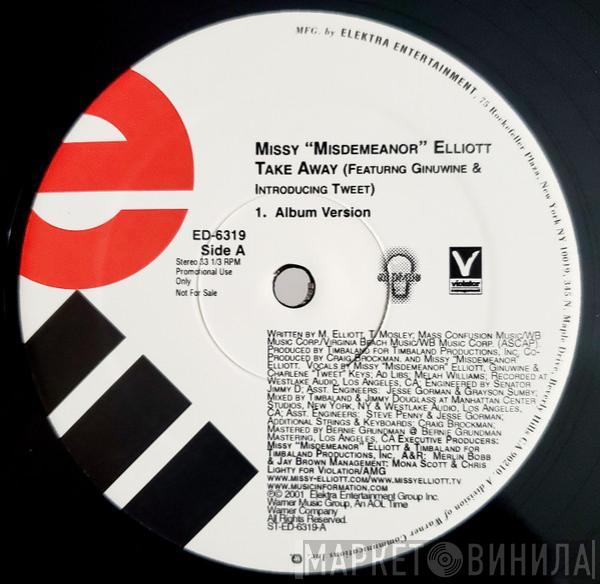 MFG. by ELEKTRA ENTERTAINMENT, 75 Rockefeller Plaza, New York NY 10019, 345 N. Maple Drive, Beverly Hills CA 90210 A division of Warner Communications Inc.
MISSY "MISDEMEANOR" ELLIOTT
TAKE AWAY (FEATURNG GINUWINE &
INTRODUCING TWEET)
1. Album Version
ED-6319
Side A
Stereo 33 1/3 RPM
Promotional Use
Only
Not For Sale
Violator
WRITTEN BY M. ELLIOTT, T. MOSLEY; MASS CONFUSION MUSIC/WB
MUSIC CORP./VIRGINIA BEACH MUSIC/WB MUSIC CORP. (ASCAP)
PRODUCED BY TIMBALAND FOR TIMBALAND PRODUCTIONS, INC, CO-
PRODUCED BY CRAIG BROCKMAN, AND MISSY "MISDEMEANOR"
ELLIOTT. VOCALS BY MISSY "MISDEMEANOR" ELLIOTT, GINUWINE &
CHARLENE "TWEET" KEYS; AD LIBS; MELAH WILLIAMS; RECORDED AT
WESTLAKE AUDIO, LOS ANGELES, CA; ENGINEERED BY SENATOR
JIMMY D; ASST. ENGINEERS: JESSE GORMAN & GRAYSON SUMBY;
MIXED BY TIMBALAND & JIMMY DOUGLASS AT MANHATTAN CENTER
STUDIOS, NEW YORK, NY & WESTLAKE AUDIO, LOS ANGELES,
CA; ASST. ENGINEERS: STEVE PENNY & JESSE GORMAN;
ADDITIONAL STRINGS & KEYBOARDS: CRAIG BROCKMAN,
MASTERED BY BERNIE GRUNDMAN @ BERNIE GRUNDMAN
MASTERING, LOS ANGELES, CA EXECUTIVE PRODUCERS:
MISSY "MISDEMEANOR" ELLIOTT & TIMBALAND FOR
TIMBALAND PRODUCTIONS, INC., A&R: MERLIN BOBB
& JAY BROWN MANAGEMENT: MONA SCOTT & CHRIS
LIGHTY FOR VIOLATOR/AMG
WWW.MISSY-ELLIOTT.COM / WWW.MISSYELLIOTT.TV
WWW.MUSICINFORMATION.COM
℗©2001 Elektra Entertainment Group Inc.
Warner Music Group, An AOL Time
Warner Company
All Rights Reserved.
ST-ED-6319-A
МАРКЕТ ВИНИЛА